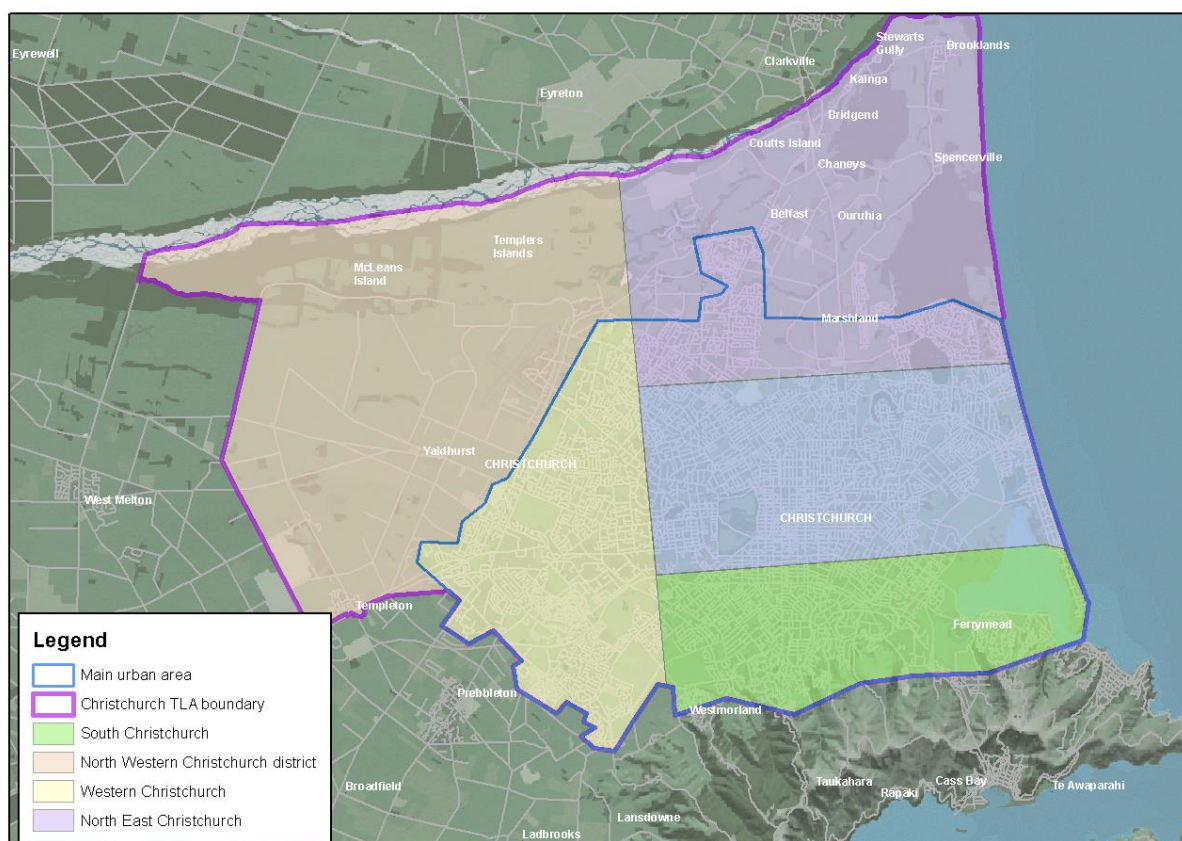 Stewarts
Gully
Brooklands
Eyrewell
Clarkville
Kainga
Eyreton
Bridgend
Coutts Island
Chaneys
Spencerville
Belfast
Ouruhia
Templers
Islands
McLeans
Island
Marshland
Yaldhurst
CHRISTCHURCH
West Melton
CHRISTCHURCH
Templeton
Ferrymead
Prebbleton
Westmorland
Broadfield
Taukahara
Cass Bay
Rapaki
Te Awaparahi
Lansdowne
Ladbrooks
Legend
Main urban area
Christchurch TLA boundary
South Christchurch
North Western Christchurch district
Western Christchurch
North East Christchurch